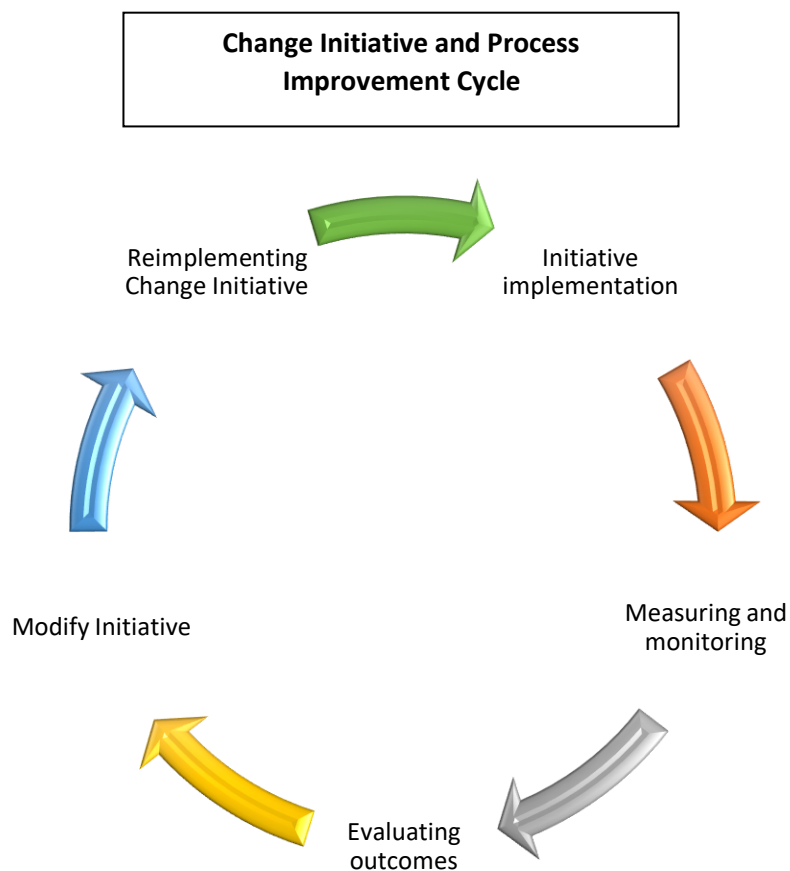 Change Initiative and Process
Improvement Cycle
Reimplementing
Change Initiative
Initiative
implementation
Measuring and
monitoring
Evaluating
outcomes
Modify Initiative